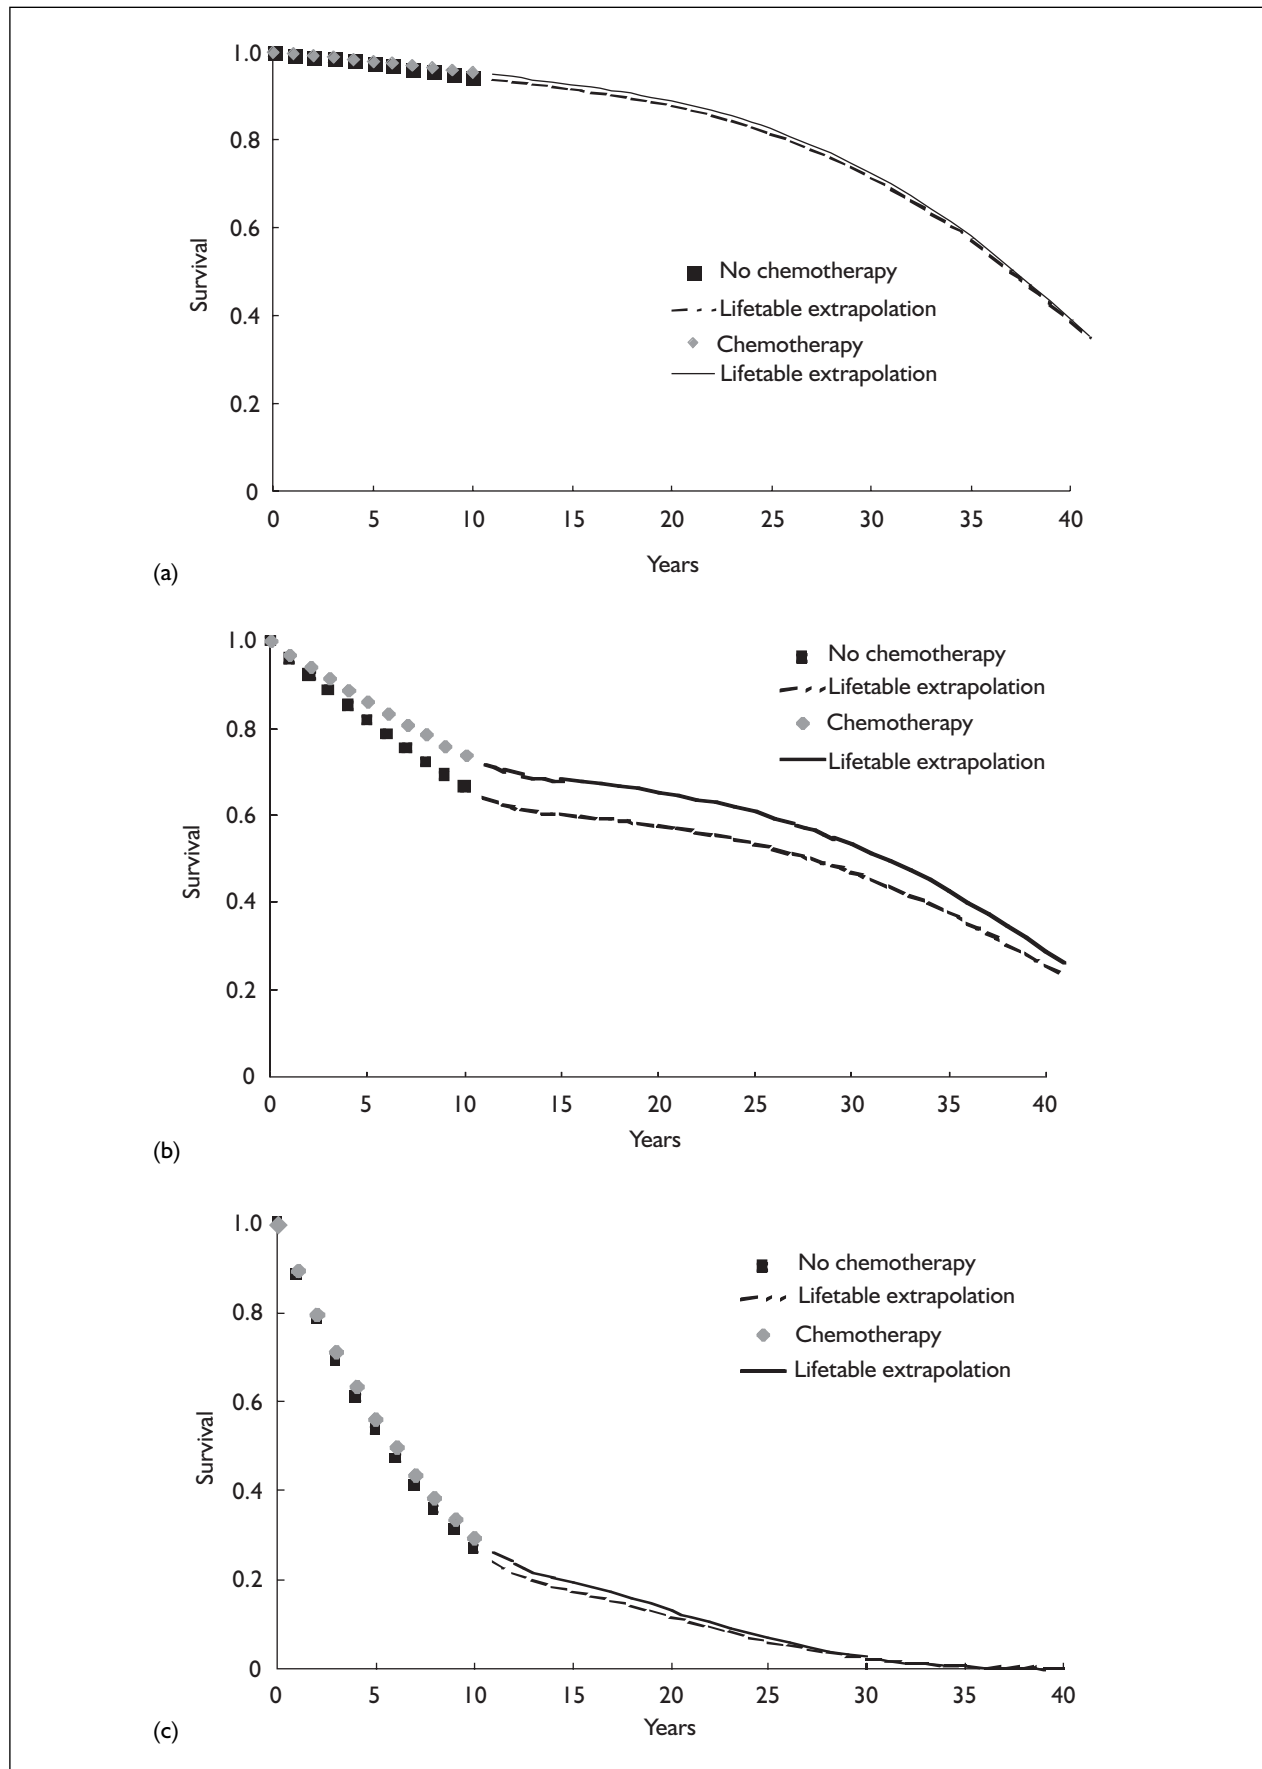 1.0
0.8
0.6
0.4
0.2
0
Survival
No chemotherapy
Lifetable extrapolation
Chemotherapy
Lifetable extrapolation
0 5 10 15 20 25 30 35 40
Years
(a)
1.0
0.8
0.6
0.4
0.2
0
Survival
No chemotherapy
Lifetable extrapolation
Chemotherapy
Lifetable extrapolation
0 5 10 15 20 25 30 35 40
Years
(b)
1.0
0.8
0.6
0.4
0.2
0
Survival
No chemotherapy
Lifetable extrapolation
Chemotherapy
Lifetable extrapolation
0 5 10 15 20 25 30 35 40
Years
(c)